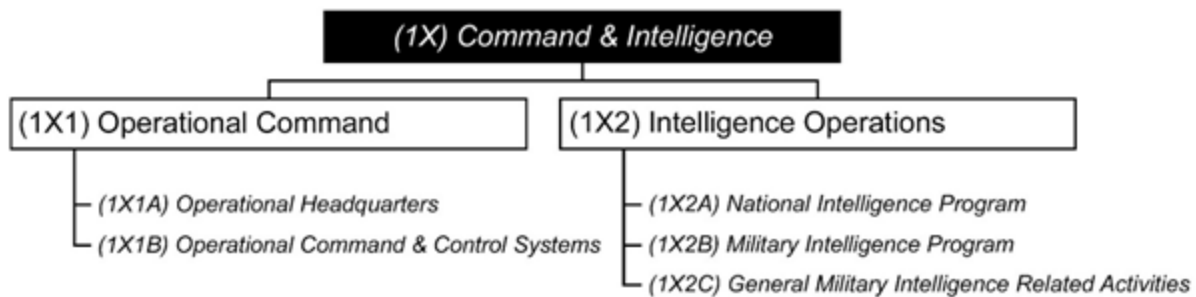 (1X) Command & Intelligence
(1X1) Operational Command
(1X1A) Operational Headquarters
(1X1B) Operational Command & Control Systems
(1X2) Intelligence Operations
(1X2A) National Intelligence Program
(1X2B) Military Intelligence Program
(1X2C) General Military Intelligence Related Activities